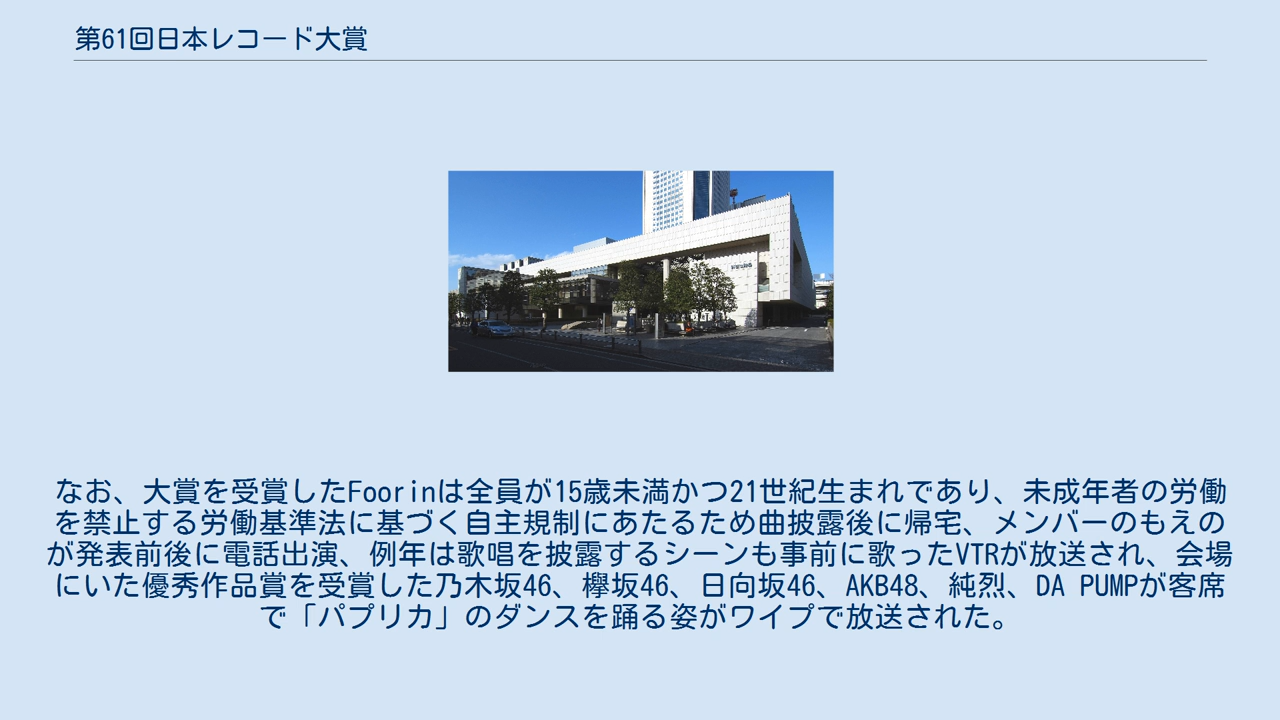 第61回日本レコード大賞
なお、大賞を受賞したFoorinは全員が15歳未満かつ21世紀生まれであり、未成年者の労働
を禁止する労働基準法に基づく自主規制にあたるため曲披露後に帰宅、メンバーのもえの
が発表前後に電話出演、例年は歌唱を披露するシーンも事前に歌ったVTRが放送され、会場
にいた優秀作品賞を受賞した乃木坂46、欅坂46、日向坂46、AKB48、純烈、DA PUMPが客席
で「パプリカ」のダンスを踊る姿がワイプで放送された。